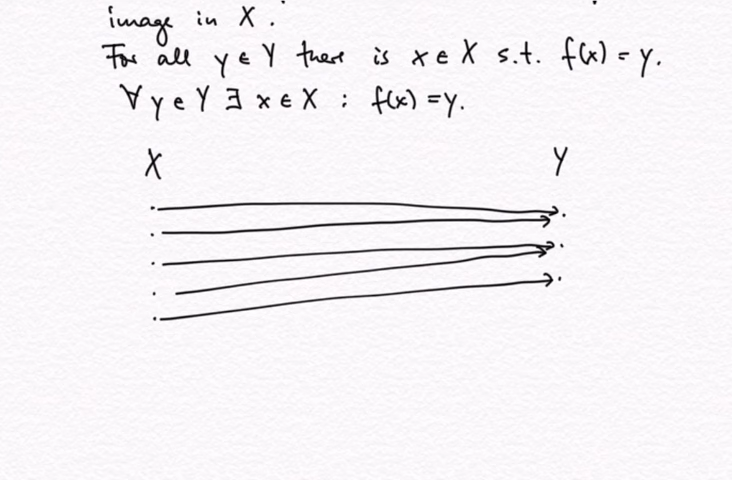 image in X.
For all y ∈ Y there is x ∈ X s.t. f(x) = y.
∀ y ∈ Y ∃ x ∈ X : f(x) = y.
X Y